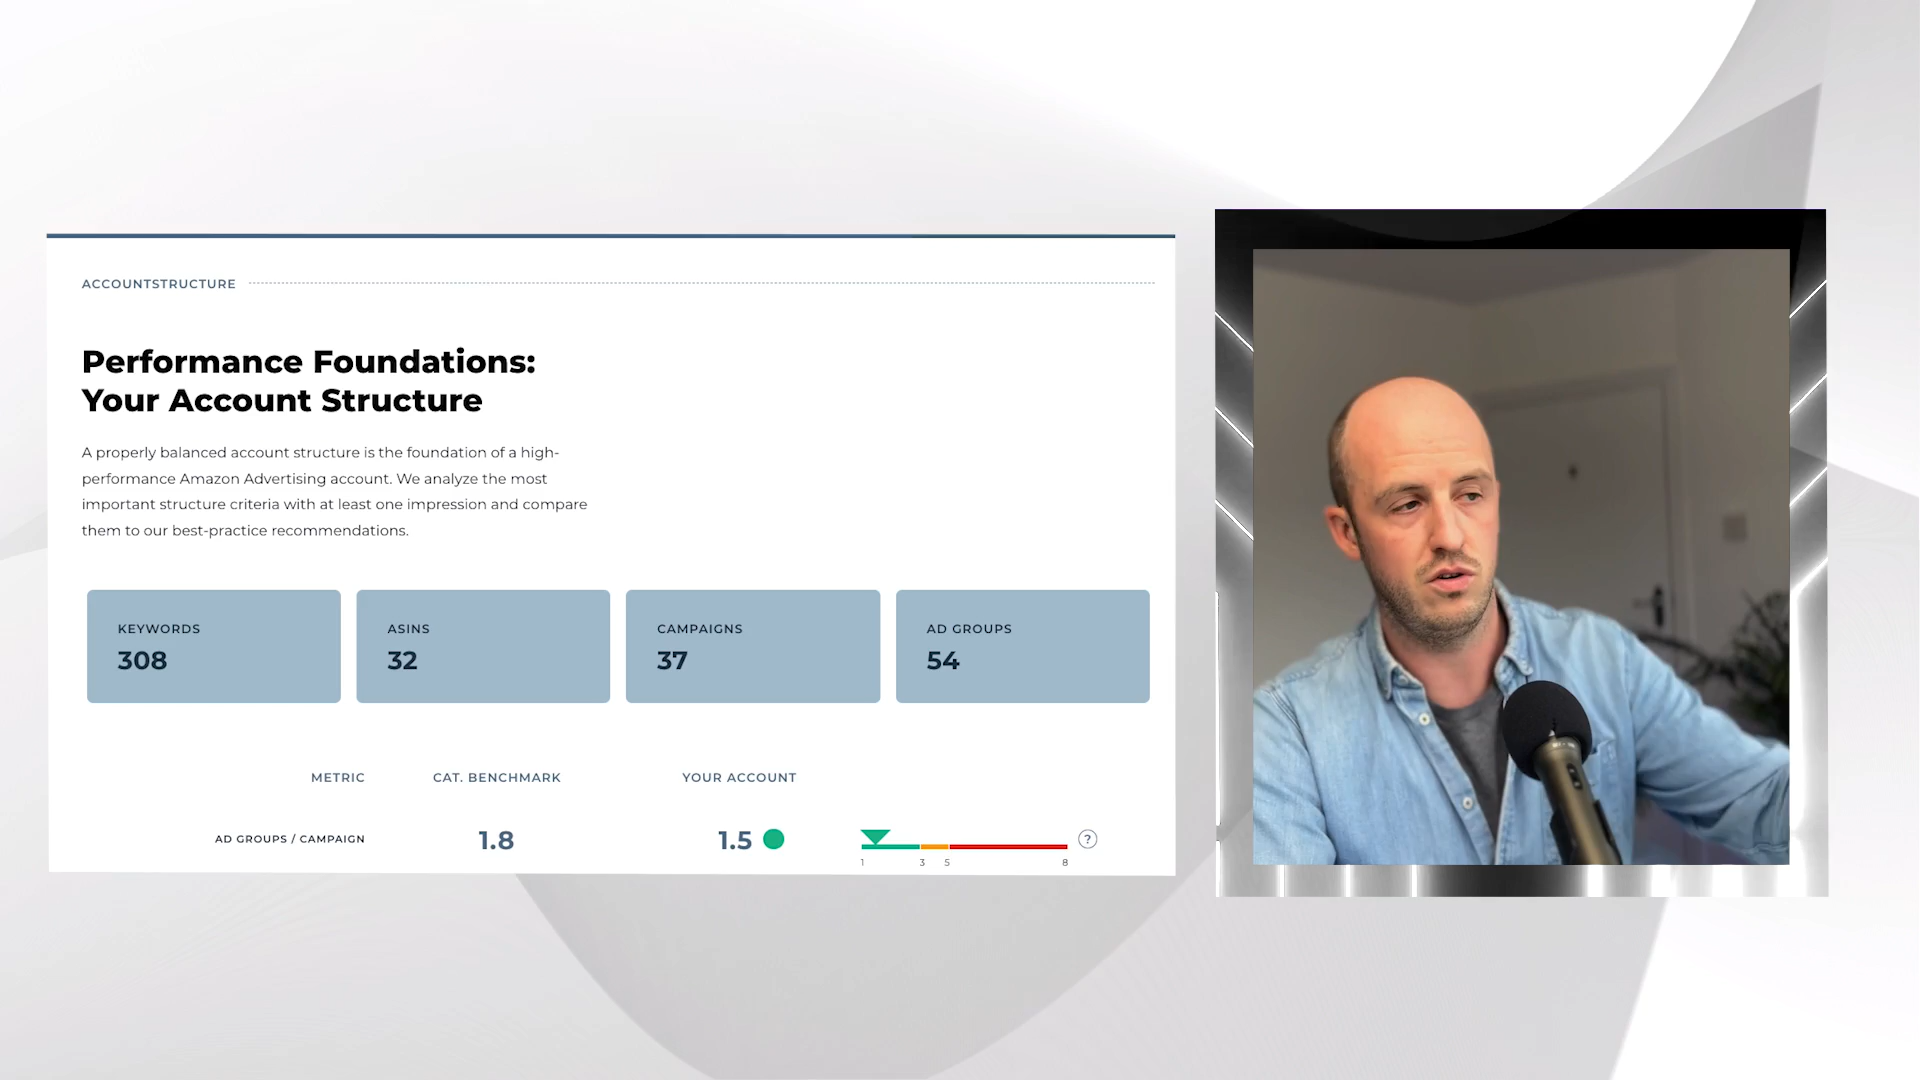 ACCOUNTSTRUCTURE
Performance Foundations:
Your Account Structure
A properly balanced account structure is the foundation of a high-
performance Amazon Advertising account. We analyze the most
important structure criteria with at least one impression and compare
them to our best-practice recommendations.
KEYWORDS
308
ASINS
32
CAMPAIGNS
37
AD GROUPS
54
METRIC CAT. BENCHMARK YOUR ACCOUNT
AD GROUPS / CAMPAIGN 1.8 1.5 ?
1 3 5 8